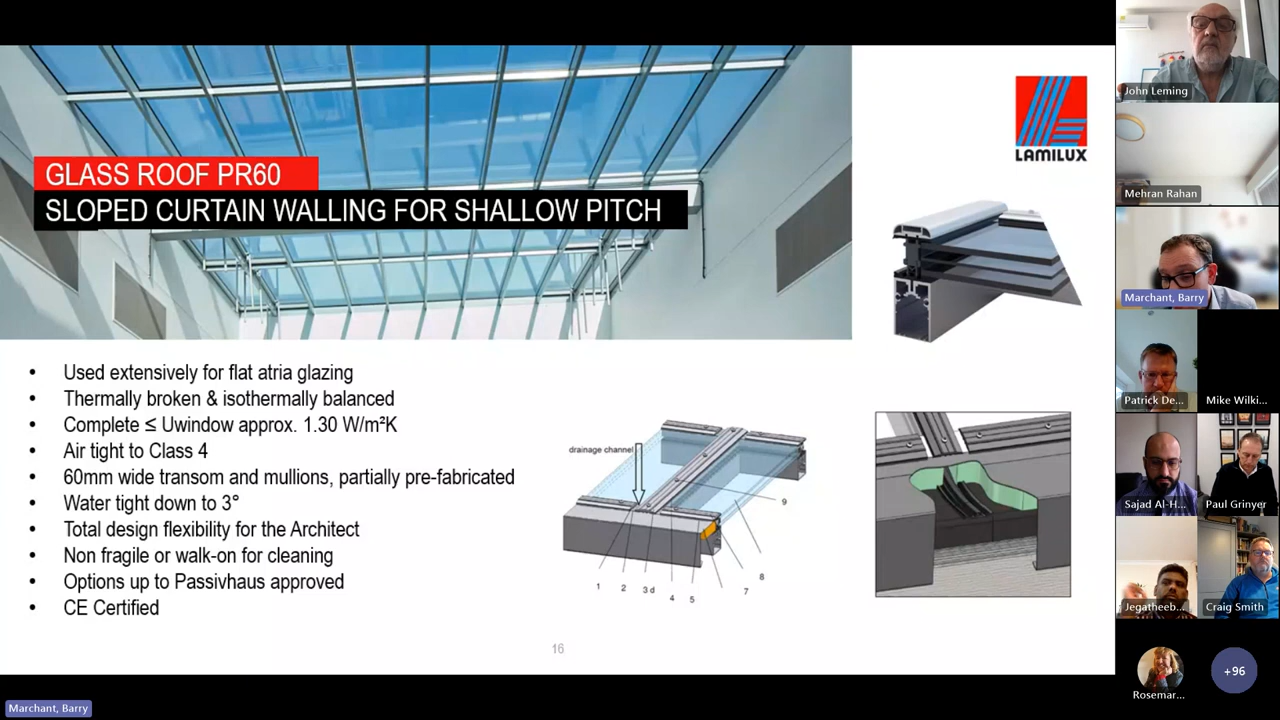 GLASS ROOF PR60
SLOPED CURTAIN WALLING FOR SHALLOW PITCH
LAMILUX
• Used extensively for flat atria glazing
• Thermally broken & isothermally balanced
• Complete ≤ Uwindow approx. 1.30 W/m²K
• Air tight to Class 4
• 60mm wide transom and mullions, partially pre-fabricated
• Water tight down to 3°
• Total design flexibility for the Architect
• Non fragile or walk-on for cleaning
• Options up to Passivhaus approved
• CE Certified
drainage channel
9
8
7
1
2
3 d
4
5
16
Marchant, Barry
John Leming
Mehran Rahan
Marchant, Barry
Patrick De...
Mike Wilki...
Sajad Al-H...
Paul Grinyer
Jegatheeb...
Craig Smith
Rosemar...
+96